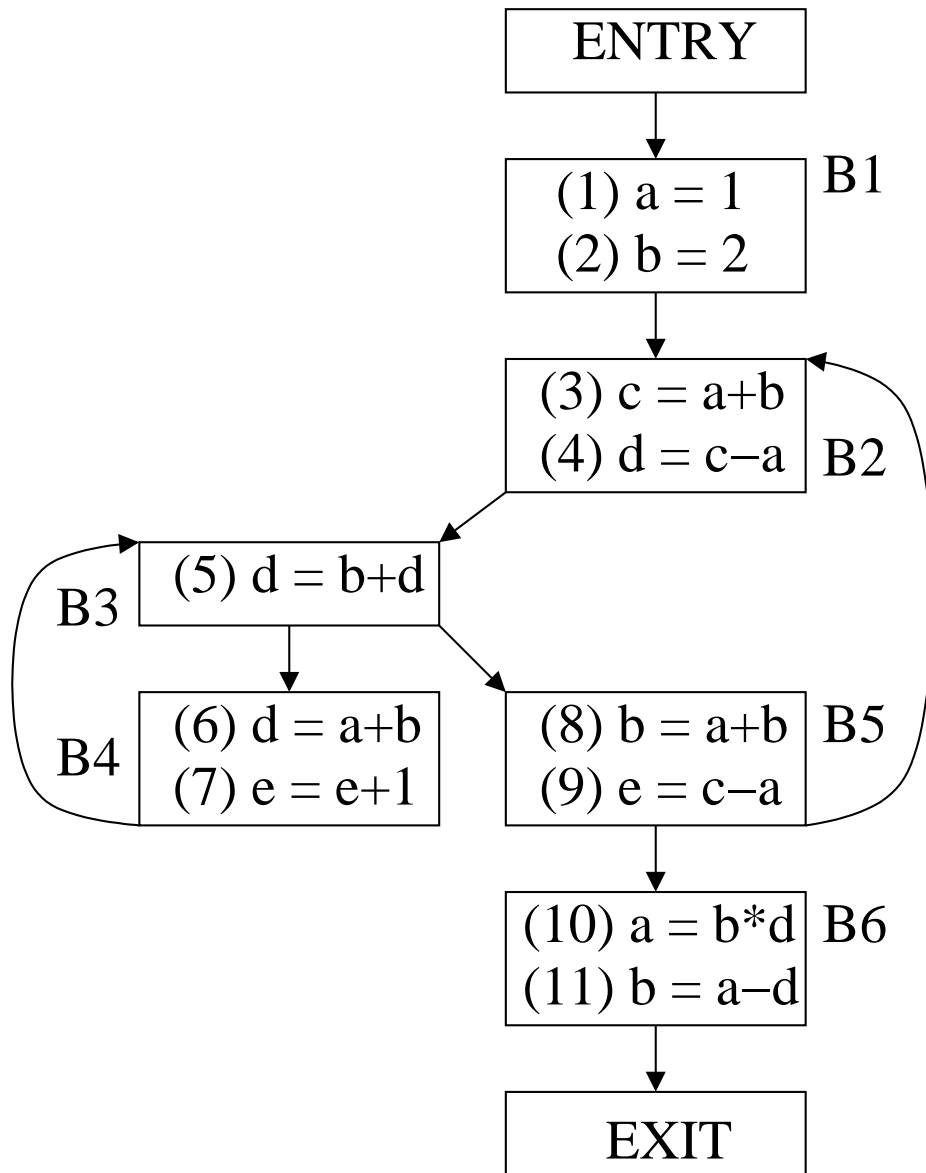 ENTRY
B1
(1) a = 1
(2) b = 2
(3) c = a+b
(4) d = c−a
B2
(5) d = b+d
B3
(6) d = a+b
(7) e = e+1
B4
(8) b = a+b
(9) e = c−a
B5
(10) a = b*d
(11) b = a−d
B6
EXIT